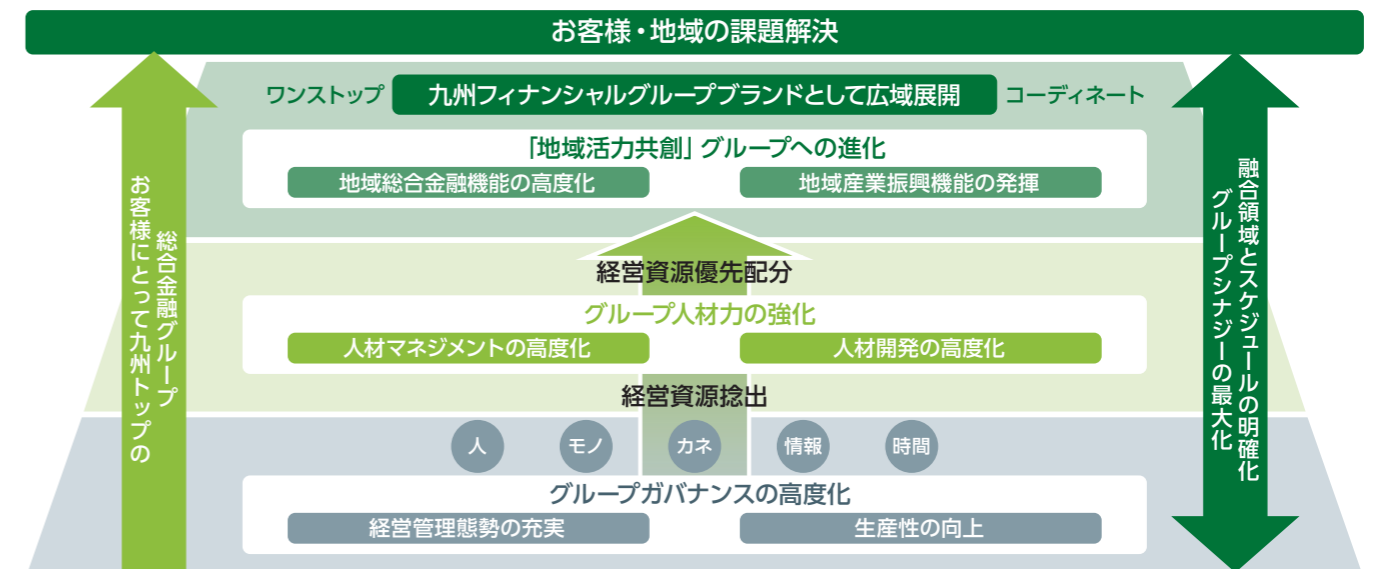 お客様・地域の課題解決
ワンストップ 九州フィナンシャルグループブランドとして広域展開 コーディネート
「地域活力共創」グループへの進化
地域総合金融機能の高度化 地域産業振興機能の発揮
経営資源優先配分
グループ人材力の強化
人材マネジメントの高度化 人材開発の高度化
経営資源捻出
人 モノ カネ 情報 時間
グループガバナンスの高度化
経営管理態勢の充実 生産性の向上
お客様にとって九州トップの
総合金融グループ
融合領域とスケジュールの明確化
グループシナジーの最大化